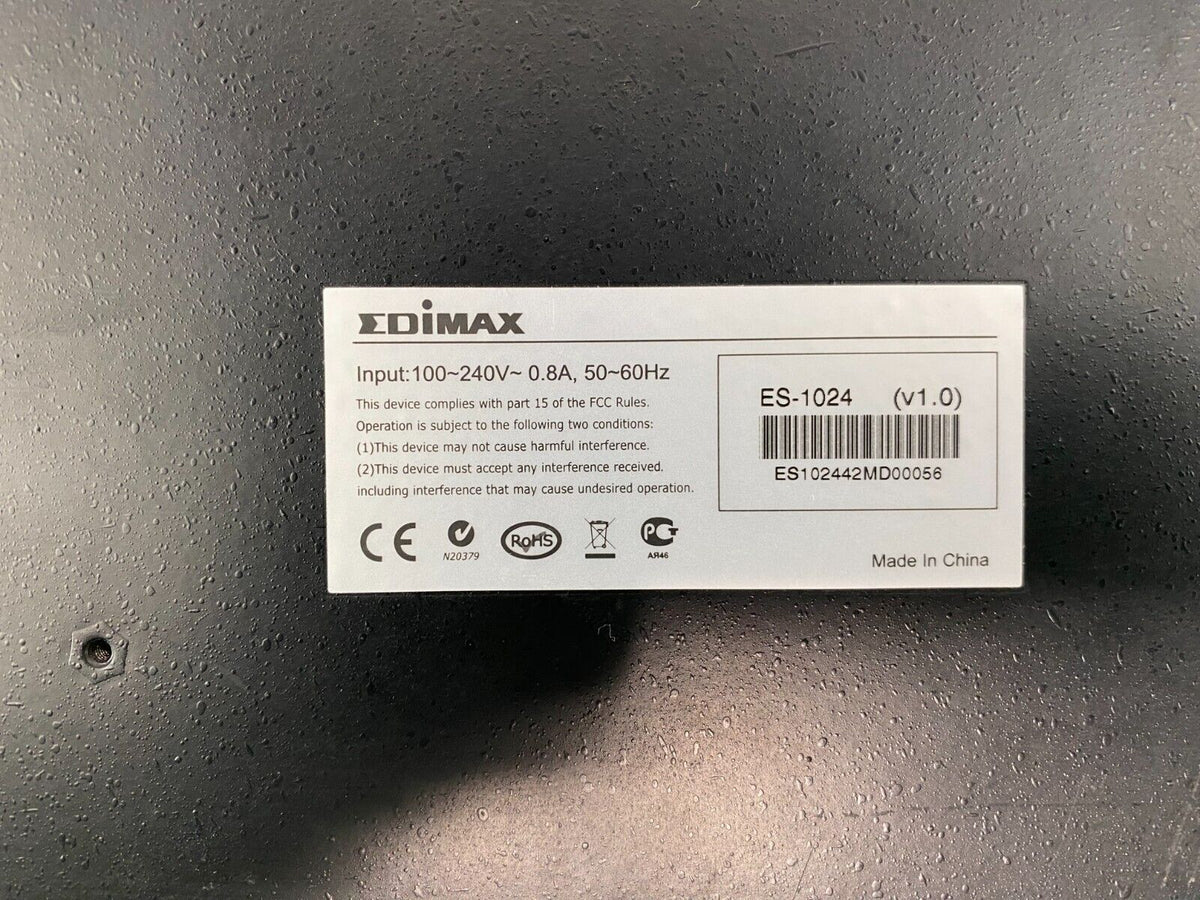 EDiMAX
Input:100~240V~ 0.8A, 50~60Hz
This device complies with part 15 of the FCC Rules.
Operation is subject to the following two conditions:
(1)This device may not cause harmful interference.
(2)This device must accept any interference received,
including interference that may cause undesired operation.
ES-1024 (v1.0)
ES102442MD00056
CE
N20379
RoHS
PCT
АЯ46
Made In China